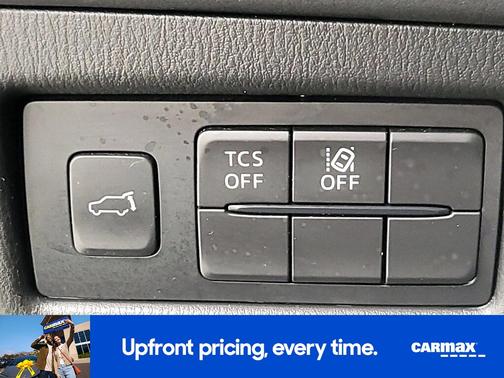 TCS
OFF
OFF
Upfront pricing, every time.
CARMAX